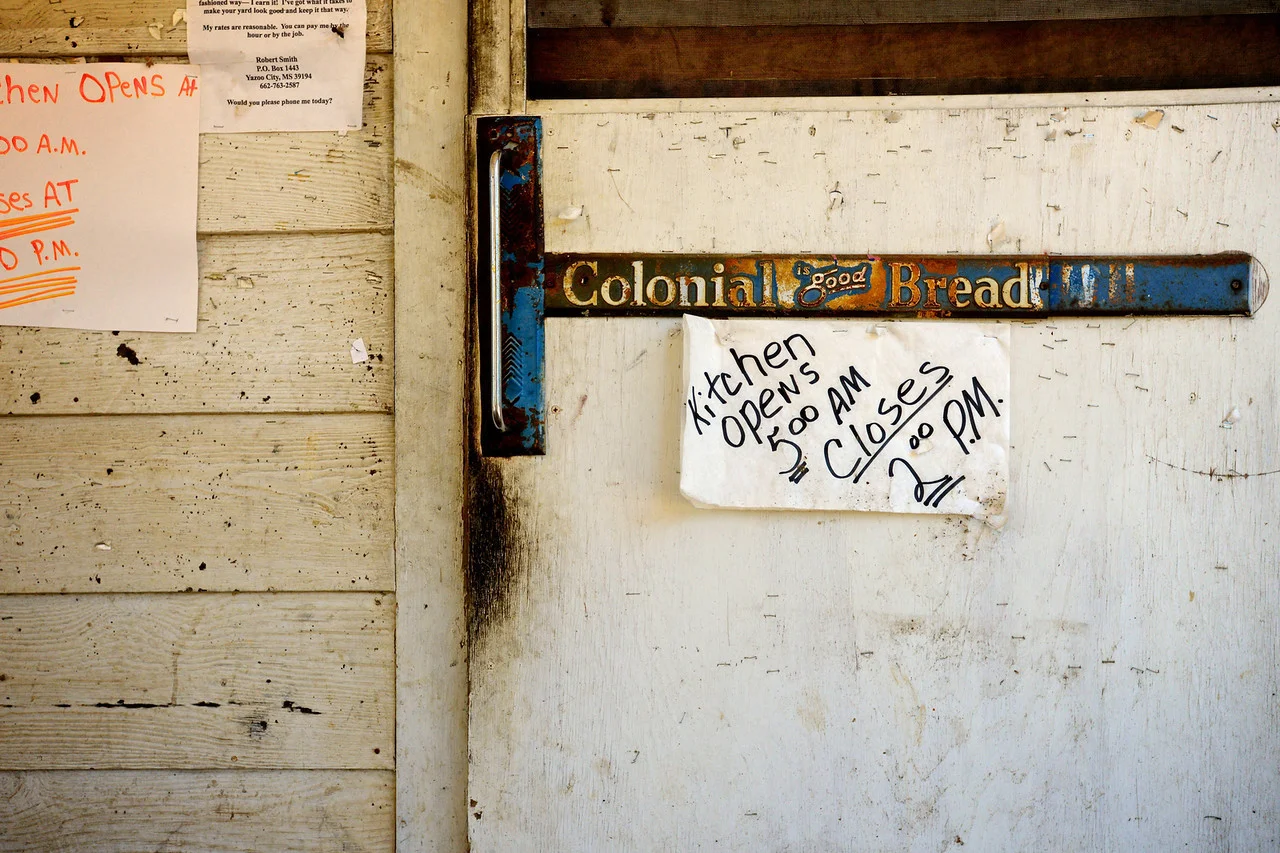 fashioned way— I earn it! I've got what it takes to
make your yard look good and keep it that way.
My rates are reasonable. You can pay me by the
hour or by the job.
Robert Smith
P.O. Box 1443
Yazoo City, MS 39194
662-763-2587
Would you please phone me today?
chen OPENS At
00 A.M.
ses AT
0 P.M.
Colonial is good Bread
Kitchen
OPENS
5:00 AM
Closes
2:00 P.M.